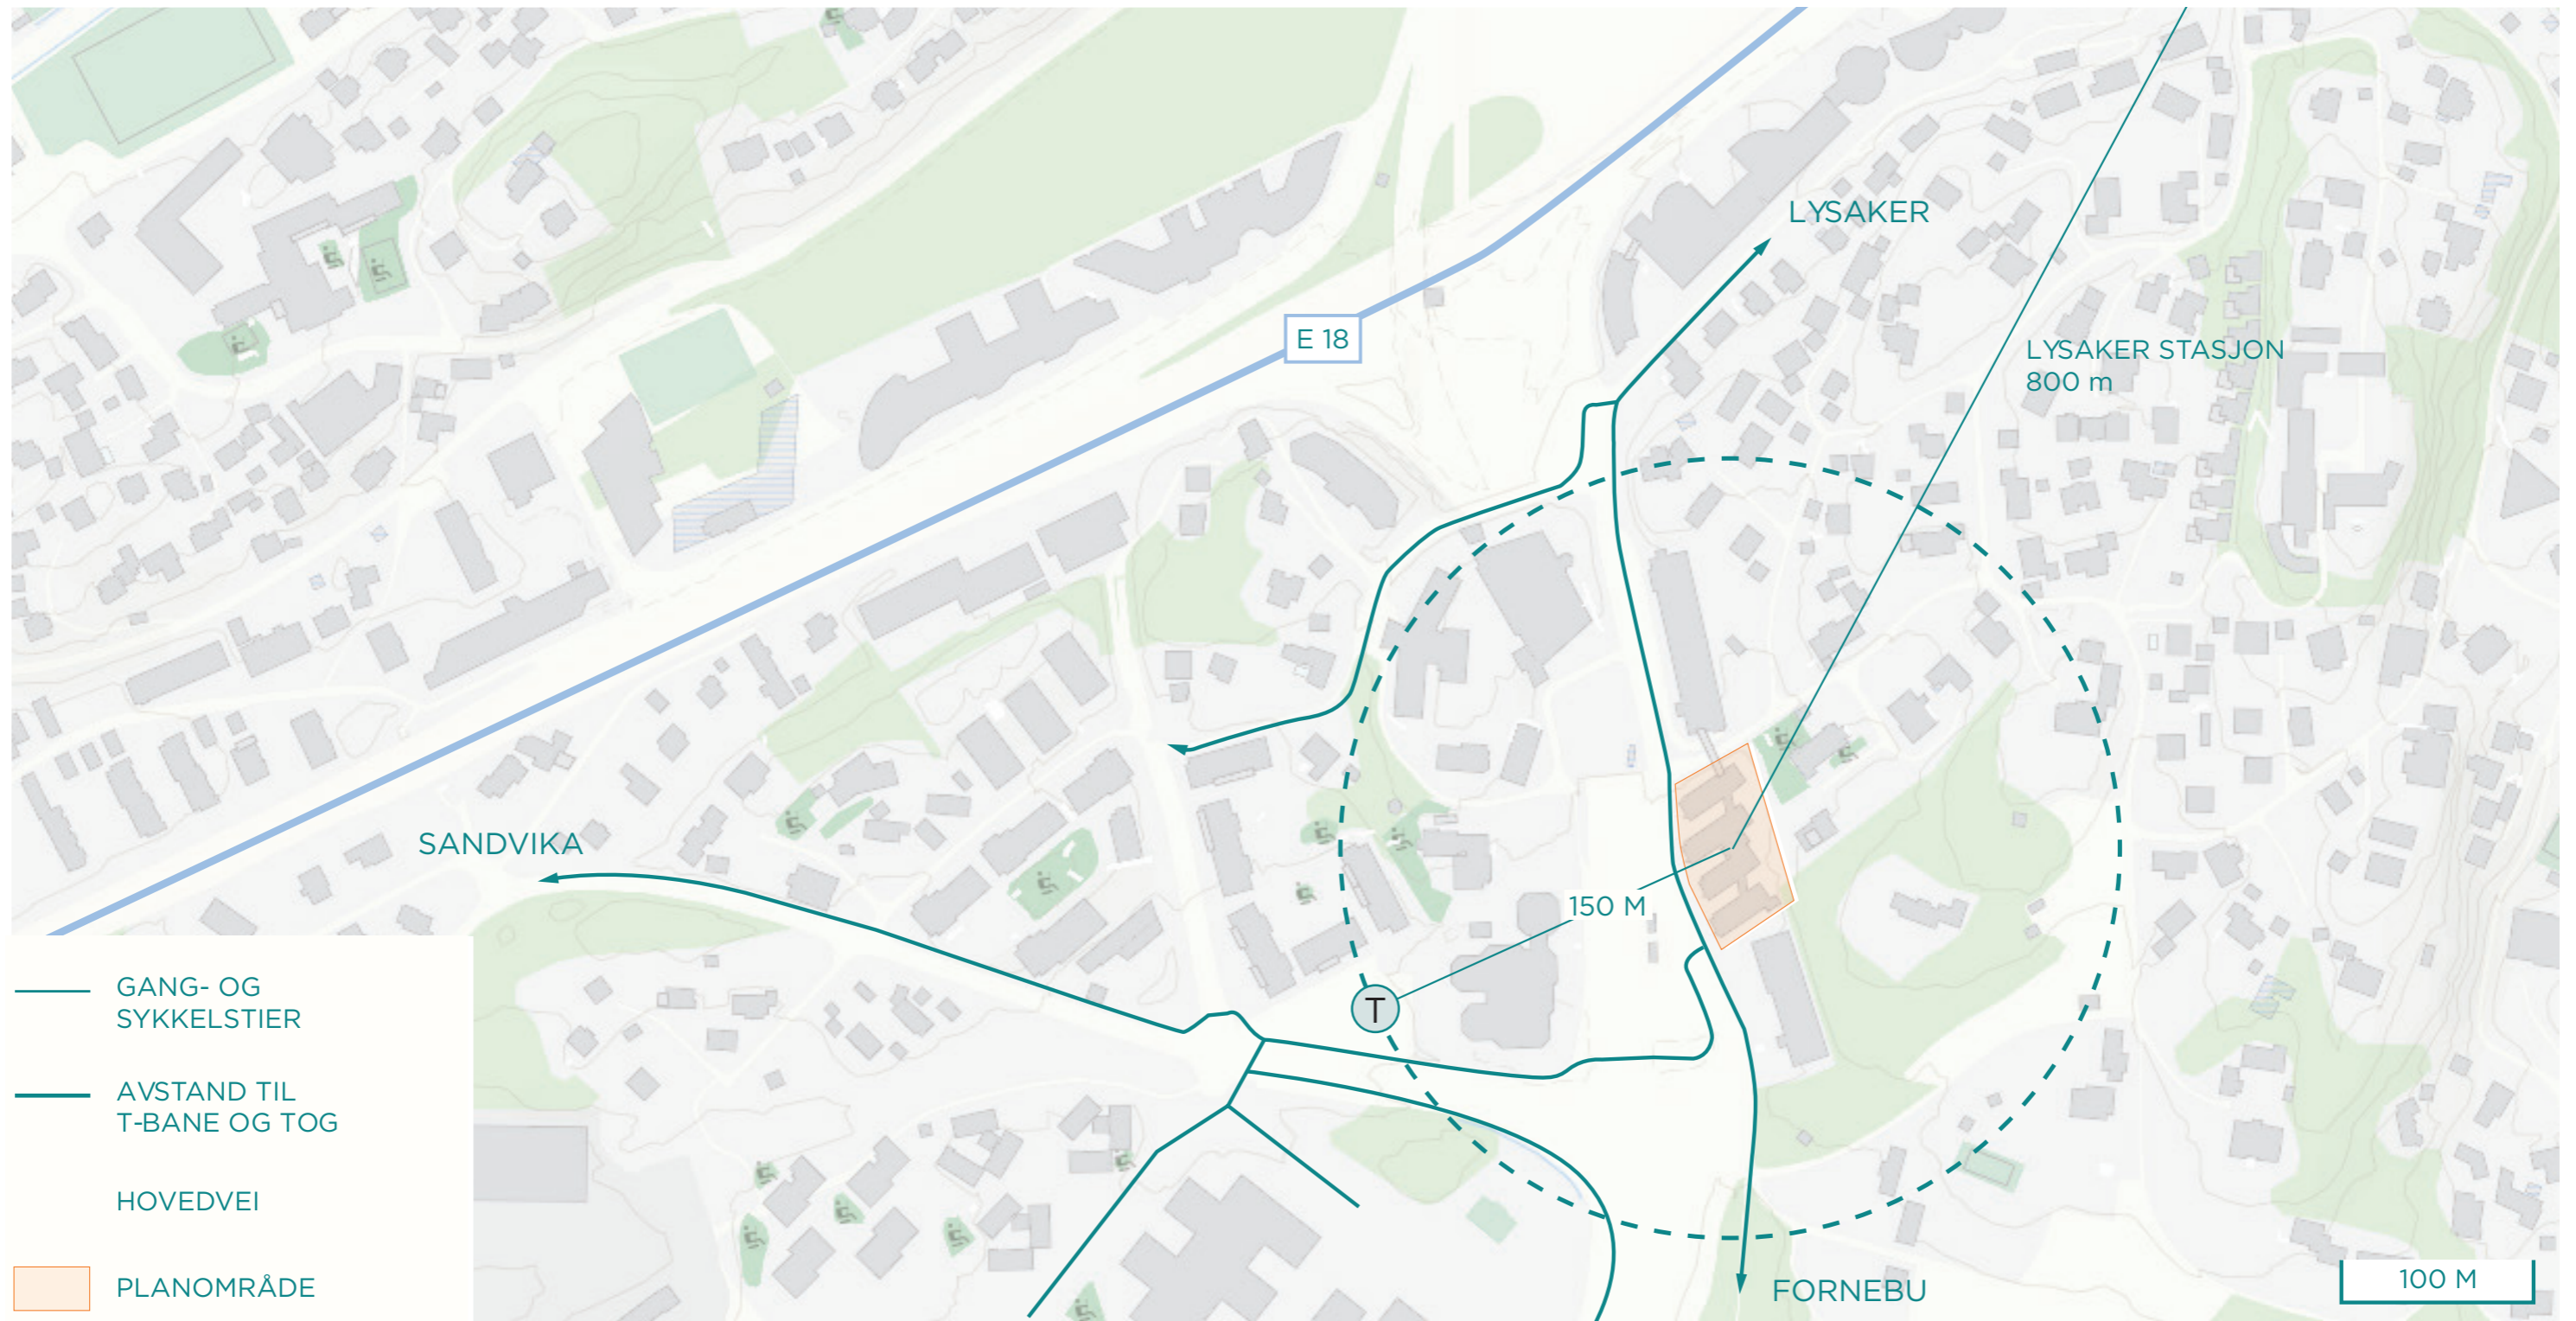 LYSAKER
E 18
LYSAKER STASJON
800 m
SANDVIKA
150 M
T
GANG- OG
SYKKELSTIER
AVSTAND TIL
T-BANE OG TOG
HOVEDVEI
PLANOMRÅDE
FORNEBU
100 M